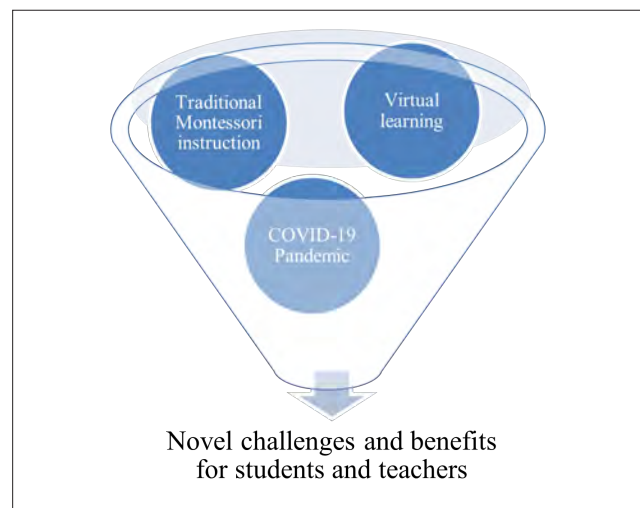 Traditional
Montessori
instruction
Virtual
learning
COVID-19
Pandemic
Novel challenges and benefits
for students and teachers